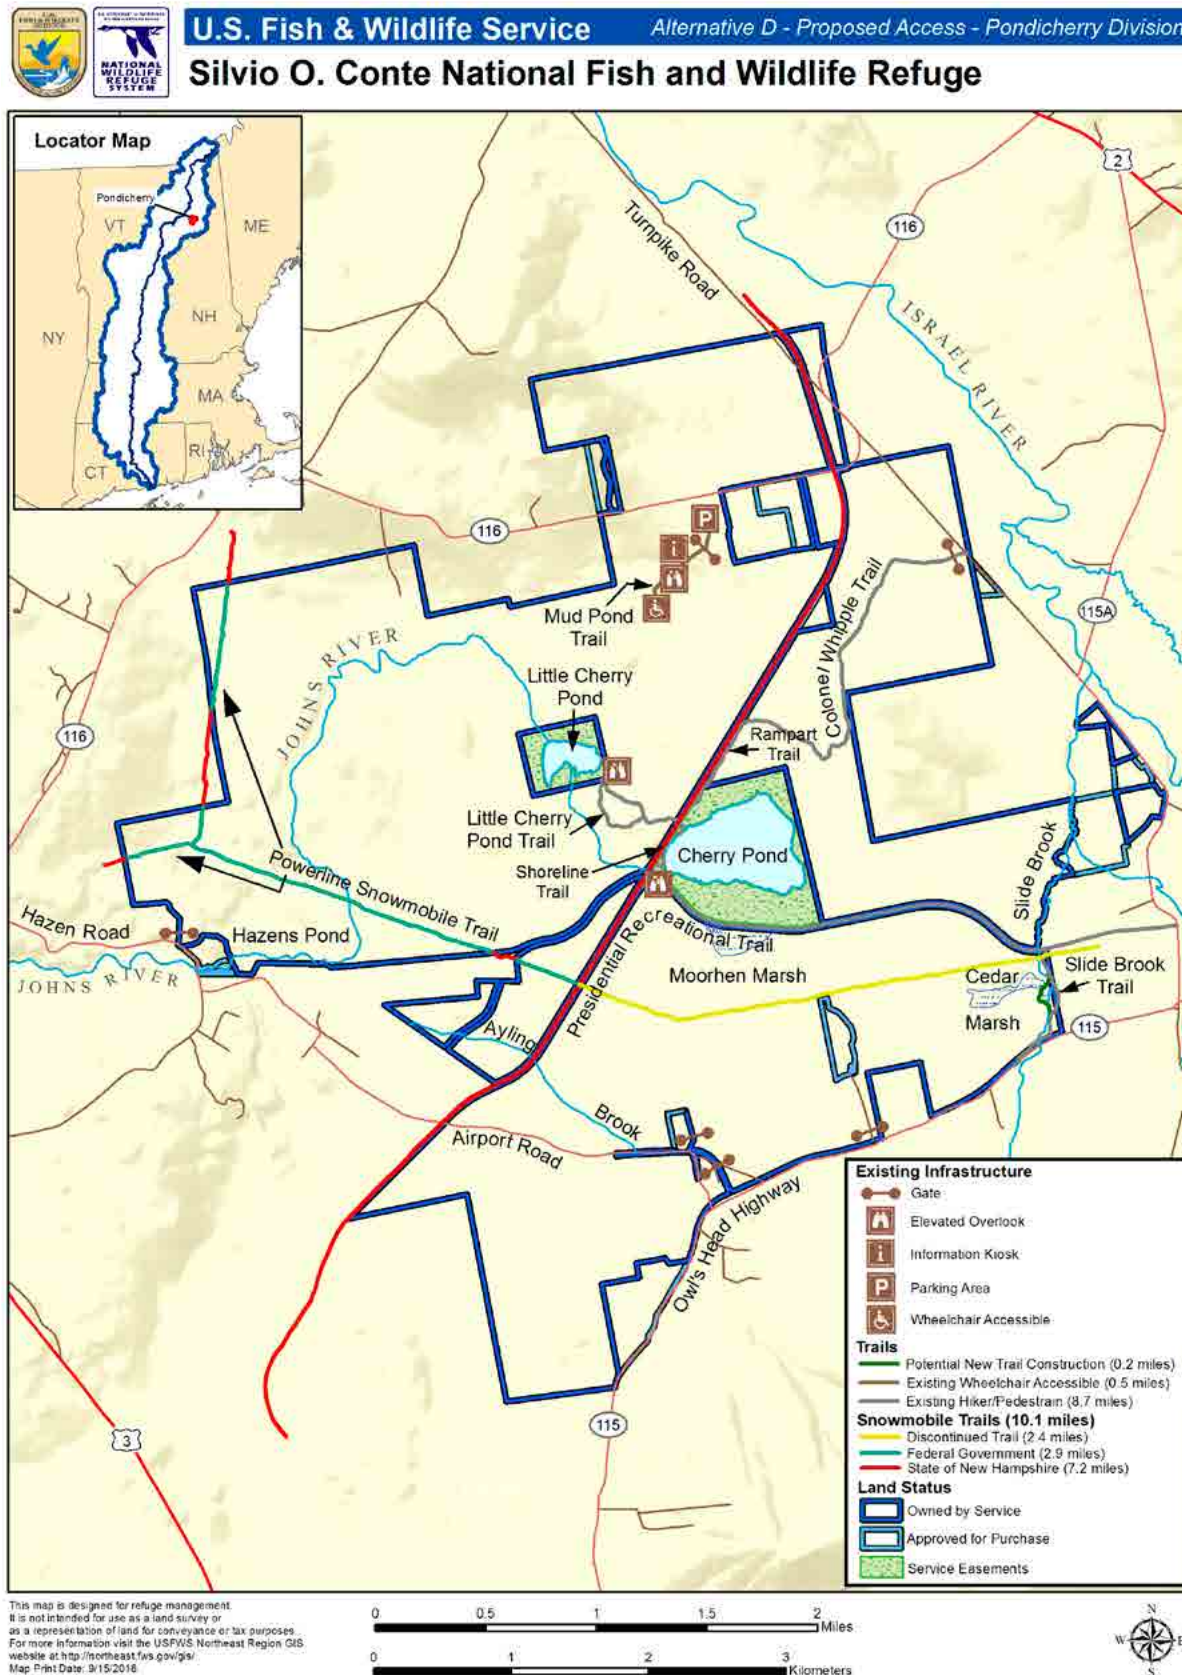 U.S. Fish & Wildlife Service
Alternative D - Proposed Access - Pondicherry Division
Silvio O. Conte National Fish and Wildlife Refuge
NATIONAL
WILDLIFE
REFUGE
SYSTEM
Locator Map
Pondicherry
VT
ME
NY
NH
MA
CT
RI
2
116
Turnpike Road
ISRAEL RIVER
116
Mud Pond
Trail
Colonel Whipple Trail
115A
JOHNS RIVER
Little Cherry
Pond
116
Rampart
Trail
Little Cherry
Pond Trail
Shoreline
Trail
Cherry Pond
Powerline Snowmobile Trail
Slide Brook
Hazen Road
Hazens Pond
JOHNS RIVER
Presidential Recreational Trail
Moorhen Marsh
Cedar
Marsh
Slide Brook
Trail
115
Ayling
Brook
Airport Road
Owl's Head Highway
3
115
Existing Infrastructure
Gate
Elevated Overlook
Information Kiosk
P
Parking Area
Wheelchair Accessible
Trails
Potential New Trail Construction (0.2 miles)
Existing Wheelchair Accessible (0.5 miles)
Existing Hiker/Pedestrain (8.7 miles)
Snowmobile Trails (10.1 miles)
Discontinued Trail (2.4 miles)
Federal Government (2.9 miles)
State of New Hampshire (7.2 miles)
Land Status
Owned by Service
Approved for Purchase
Service Easements
This map is designed for refuge management.
It is not intended for use as a land survey or
as a representation of land for conveyance or tax purposes.
For more information visit the USFWS Northeast Region GIS
website at http://northeast.fws.gov/gis/
Map Print Date: 9/15/2016
0 0.5 1 1.5 2
Miles
0 1 2 3
Kilometers
N
W E
S